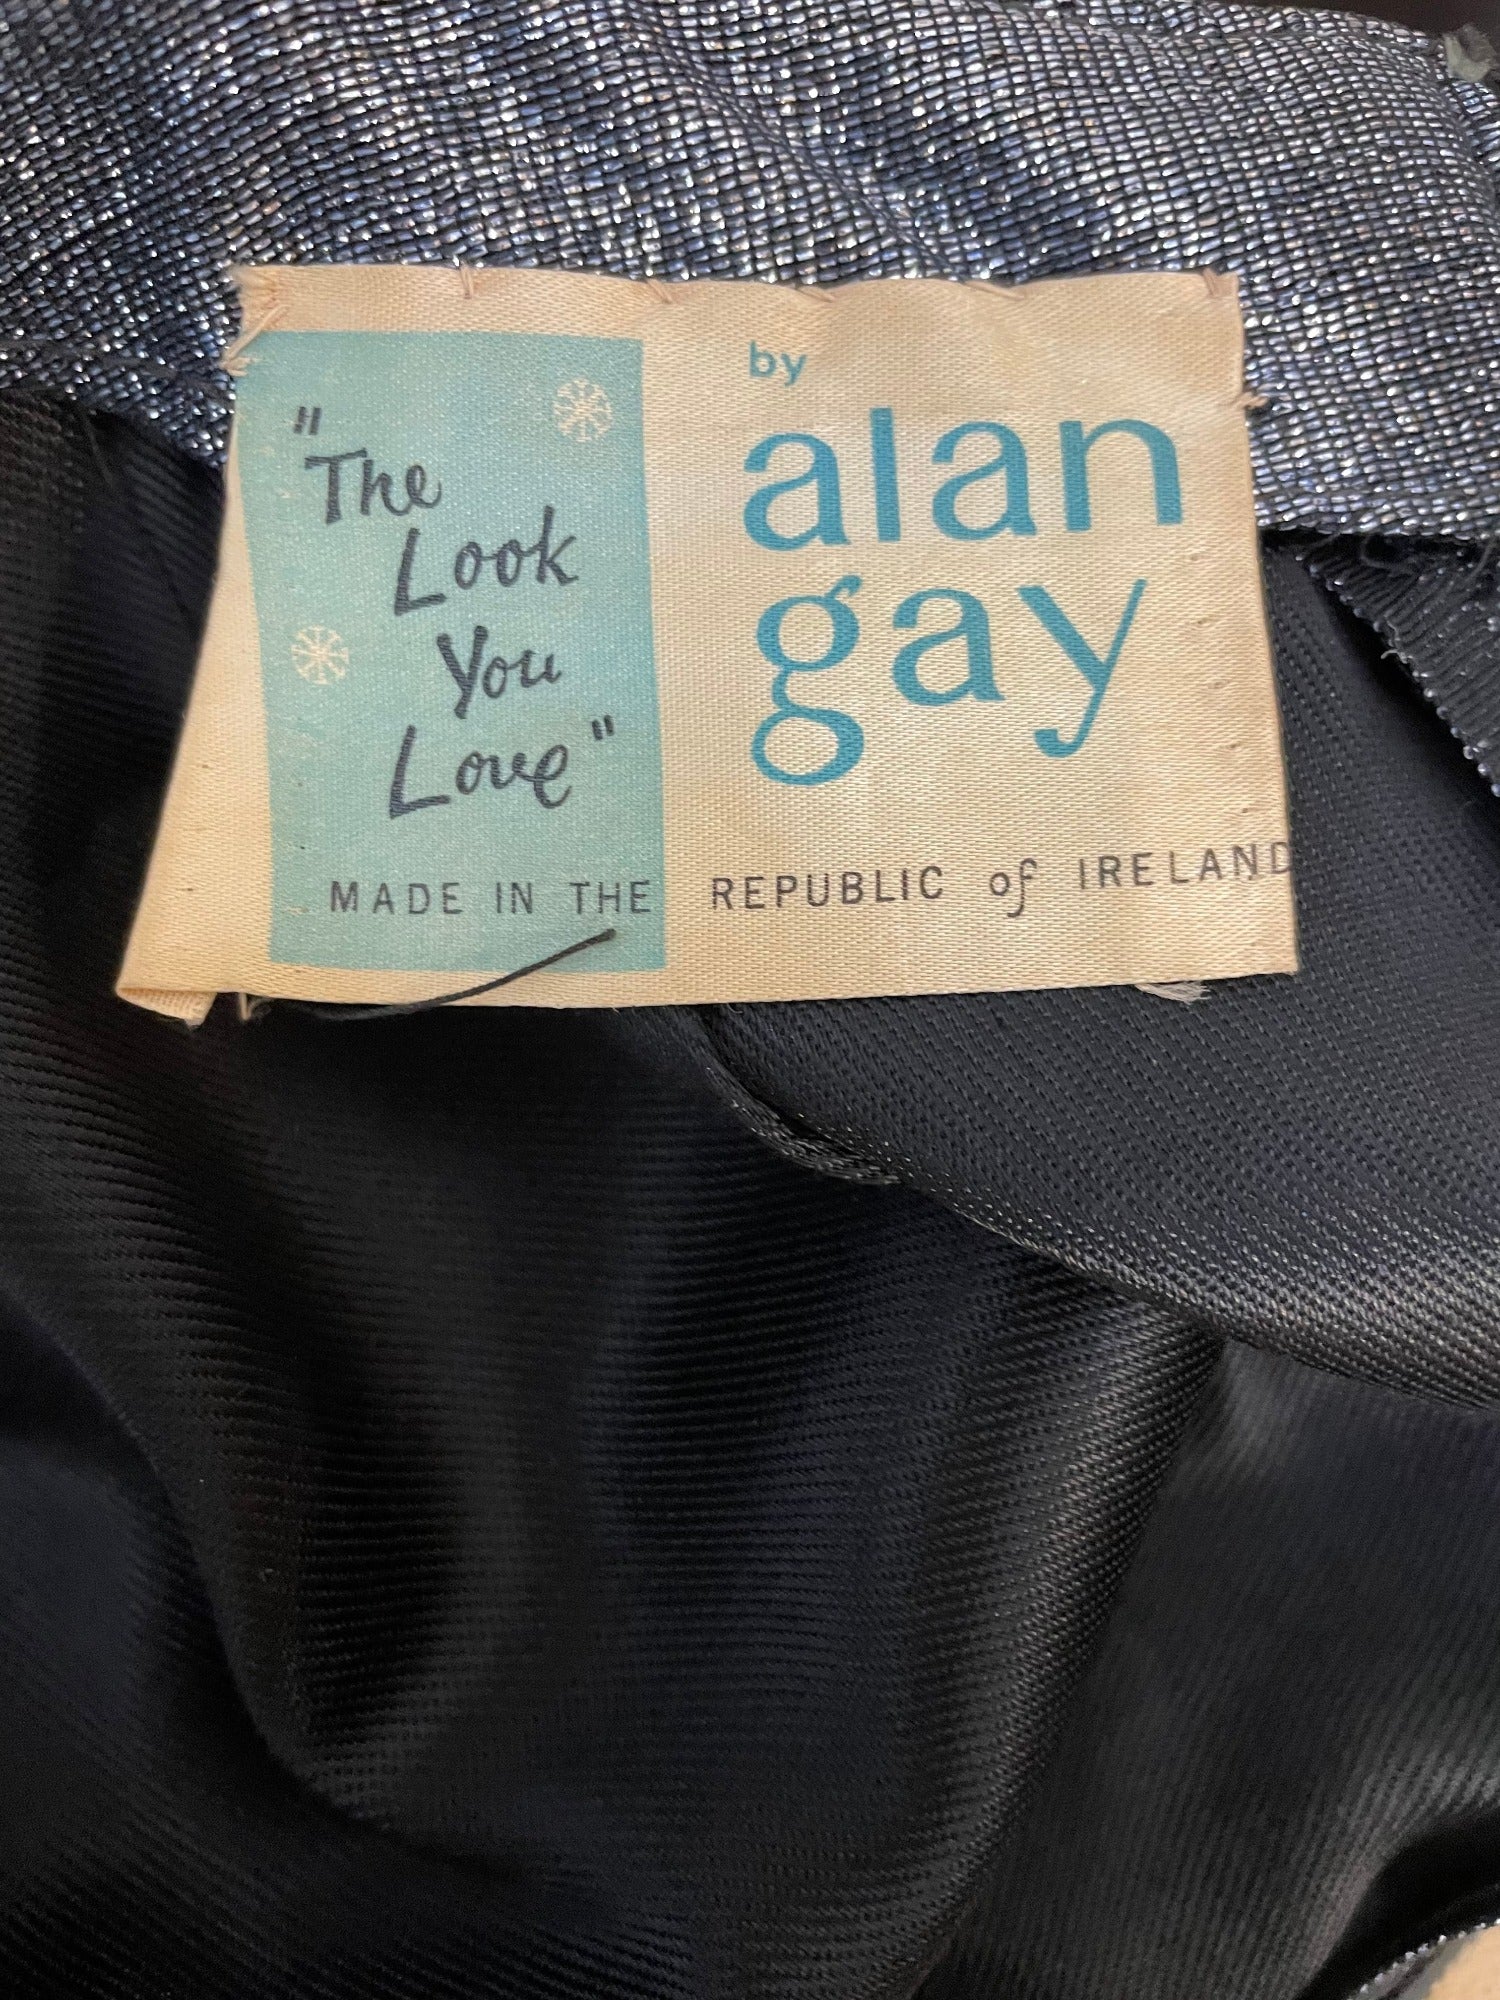 "The
Look
You
Love"
by
alan
gay
MADE IN THE REPUBLIC of IRELAND